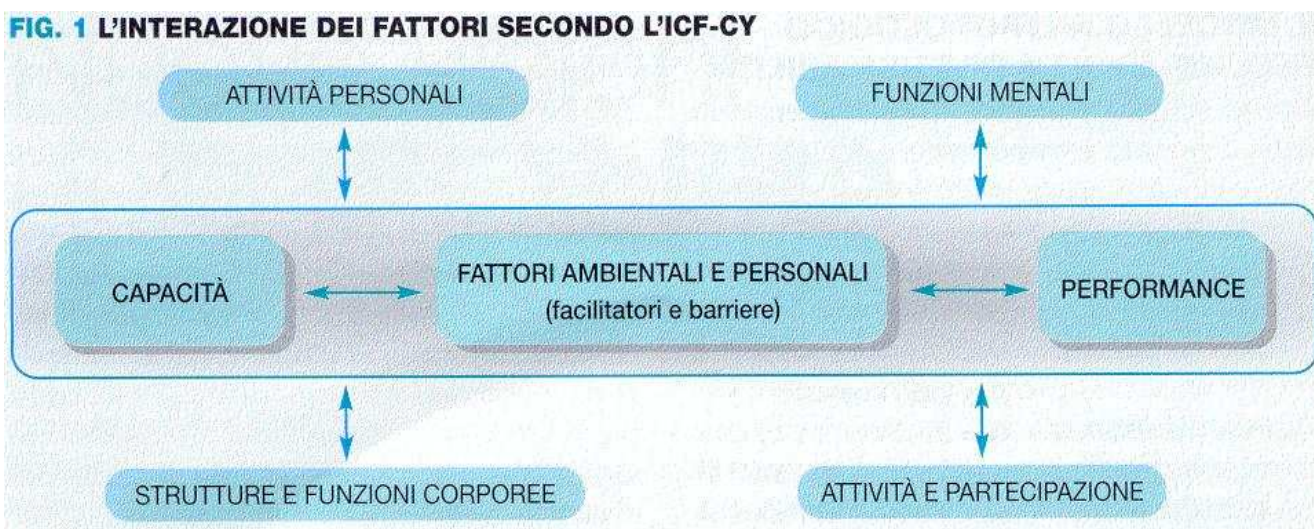 FIG. 1 L'INTERAZIONE DEI FATTORI SECONDO L'ICF-CY
ATTIVITÀ PERSONALI
FUNZIONI MENTALI
CAPACITÀ
FATTORI AMBIENTALI E PERSONALI
(facilitatori e barriere)
PERFORMANCE
STRUTTURE E FUNZIONI CORPOREE
ATTIVITÀ E PARTECIPAZIONE